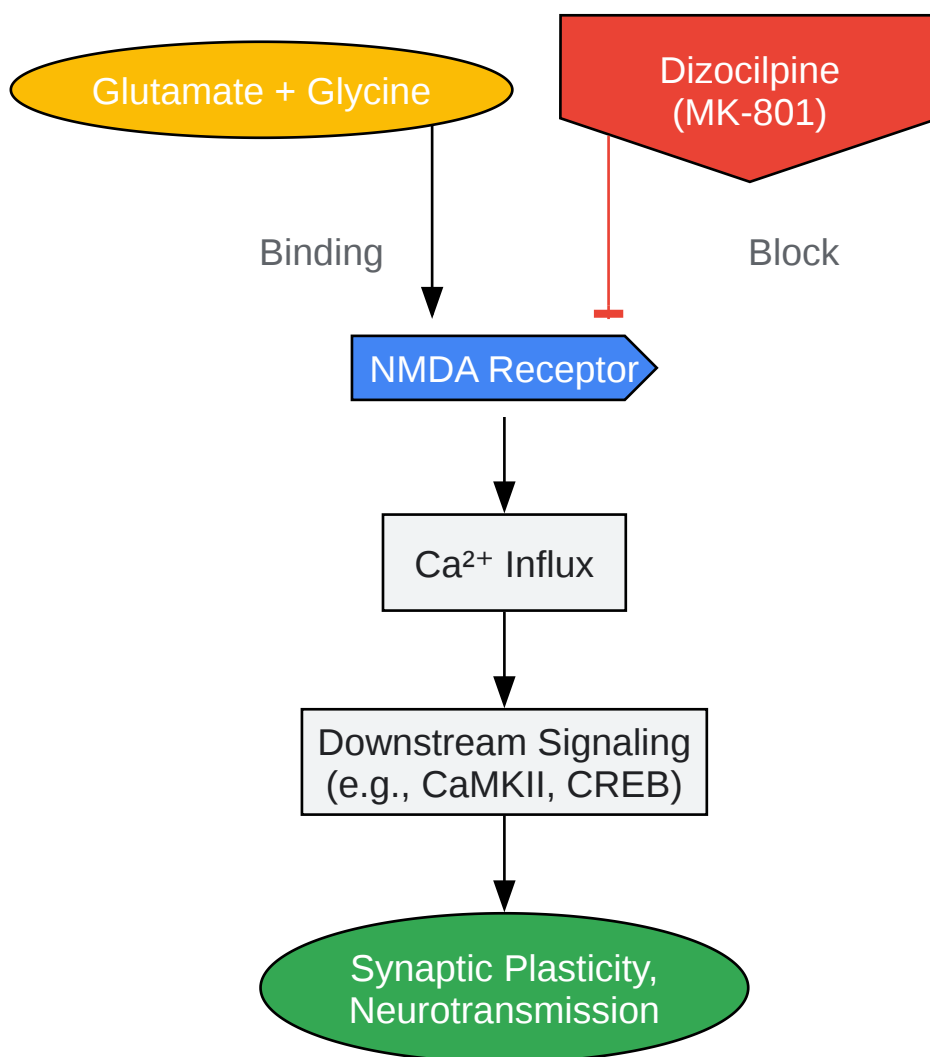 Glutamate + Glycine
Dizocilpine
(MK-801)
Binding
Block
NMDA Receptor
Ca²⁺ Influx
Downstream Signaling
(e.g., CaMKII, CREB)
Synaptic Plasticity,
Neurotransmission